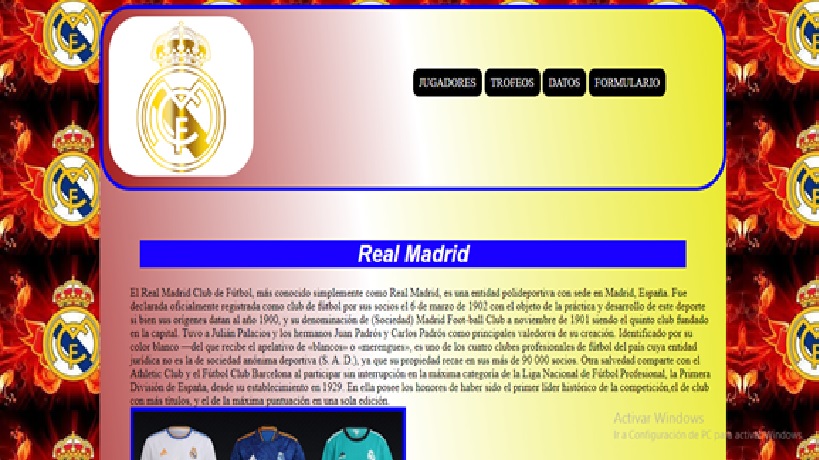 JUGADORES TROFEOS DATOS FORMULARIO
Real Madrid
El Real Madrid Club de Fútbol, más conocido simplemente como Real Madrid, es una entidad polideportiva con sede en Madrid, España. Fue
declarada oficialmente registrada como club de fútbol por sus socios el 6 de marzo de 1902 con el objeto de la práctica y desarrollo de este deporte
si bien sus orígenes datan al año 1900, y su denominación de (Sociedad) Madrid Foot-ball Club a noviembre de 1901 siendo el quinto club fundado
en la capital. Tuvo a Julián Palacios y los hermanos Juan Padrós y Carlos Padrós como principales valedores de su creación. Identificado por su
color blanco —del que recibe el apelativo de «blancos» o «merengues», es uno de los cuatro clubes profesionales de fútbol del país cuya entidad
jurídica no es la de sociedad anónima deportiva (S. A. D.), ya que su propiedad recae en sus más de 90 000 socios. Otra salvedad comparte con el
Athletic Club y el Fútbol Club Barcelona al participar sin interrupción en la máxima categoría de la Liga Nacional de Fútbol Profesional, la Primera
División de España, desde su establecimiento en 1929. En ella posee los honores de haber sido el primer líder histórico de la competición,el de club
con más títulos, y el de la máxima puntuación en una sola edición.
Activar Windows
Ir a Configuración de PC para activar Windows